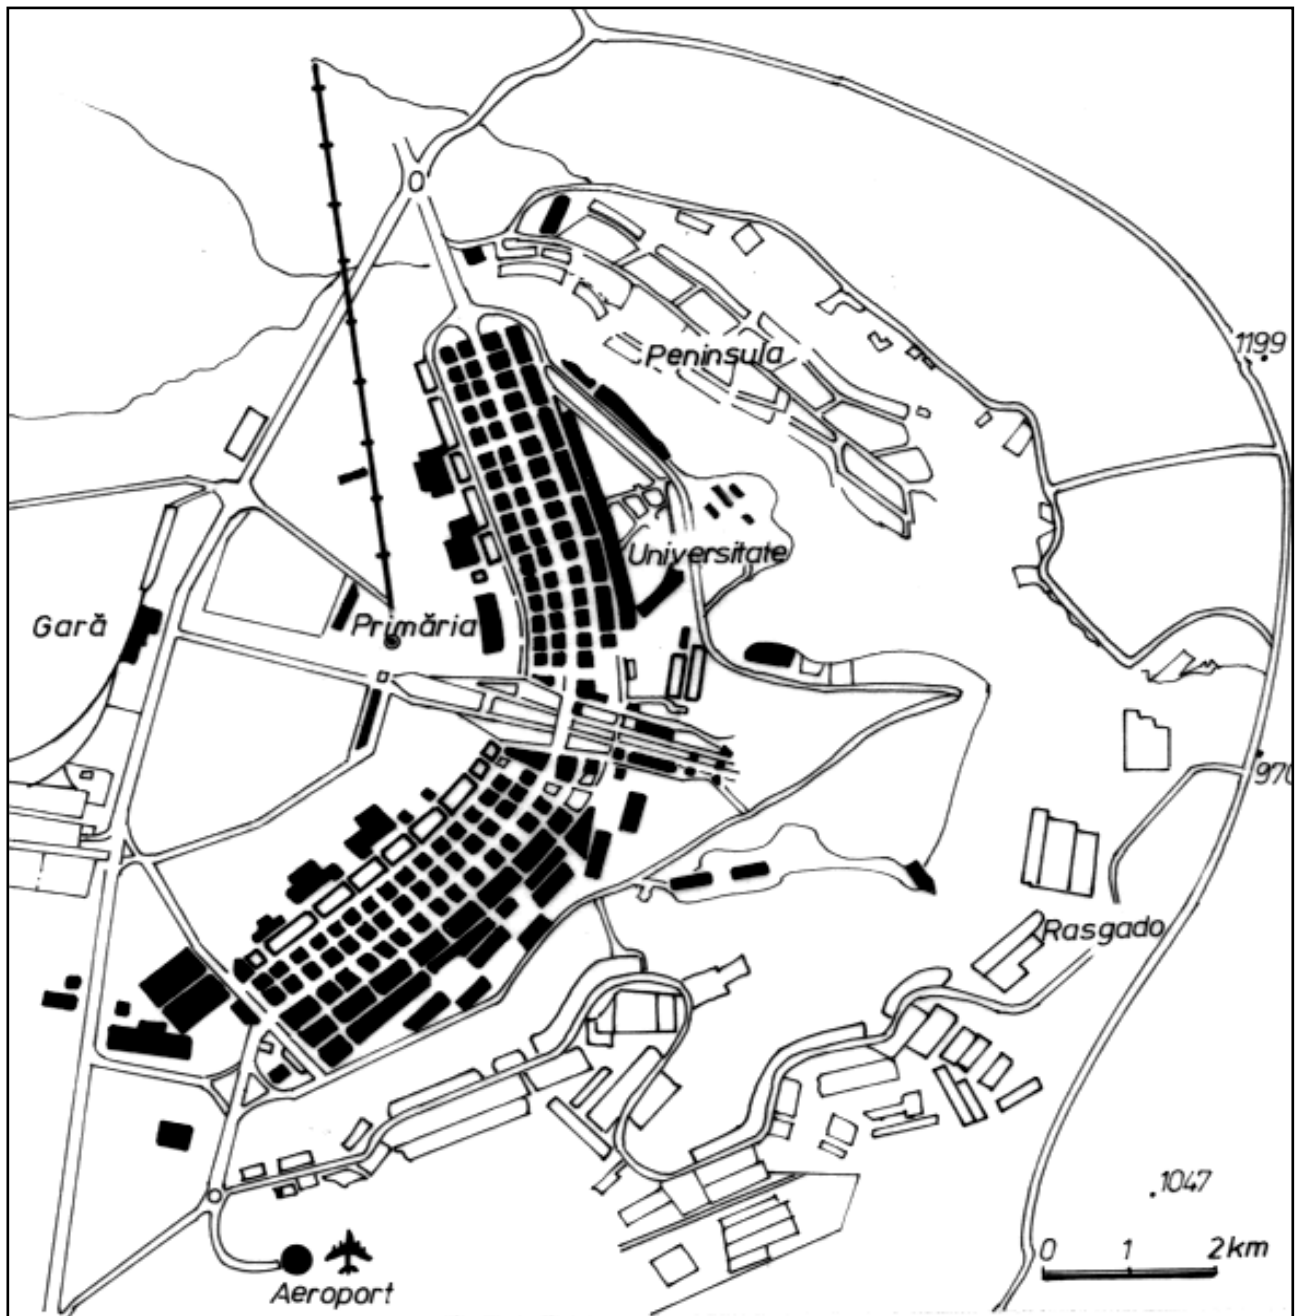 1199
Peninsula
Universitate
Gară
Primăria
970
Rasgado
1047
0 1 2km
Aeroport